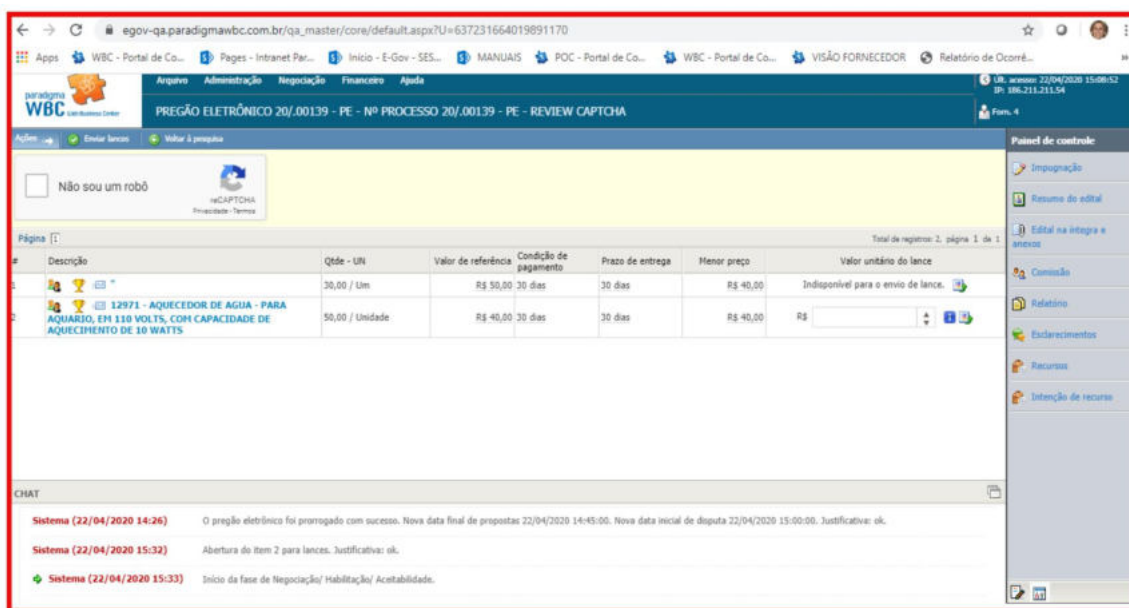 egov-qa.paradigmawbc.com.br/qa_master/core/default.aspx?U=637231664019891170
Apps WBC - Portal de Co... Pages - Intranet Par... Início - E-Gov - SES... MANUAIS POC - Portal de Co... WBC - Portal de Co... VISÃO FORNECEDOR Relatório de Ocorrê...
paradigma
WBC
Arquivo Administração Negociação Financeiro Ajuda
Últ. acesso: 22/04/2020 15:08:52
IP: 186.211.211.54
PREGÃO ELETRÔNICO 20/.00139 - PE - Nº PROCESSO 20/.00139 - PE - REVIEW CAPTCHA
Forn. 4
Ações Enviar lances Voltar à pesquisa
Painel de controle
Não sou um robô
reCAPTCHA
Privacidade - Termos
Impugnação
Resumo do edital
Edital na íntegra e
anexos
Comissão
Relatório
Esclarecimentos
Recursos
Intenção de recurso
Página 1 Total de registros: 2, página 1 de 1
# Descrição Qtde - UN Valor de referência Condição de pagamento Prazo de entrega Menor preço Valor unitário do lance
1 " 30,00 / Um R$ 50,00 30 dias 30 dias R$ 40,00 Indisponível para o envio de lance.
2 12971 - AQUECEDOR DE AGUA - PARA
AQUARIO, EM 110 VOLTS, COM CAPACIDADE DE
AQUECIMENTO DE 10 WATTS
50,00 / Unidade R$ 40,00 30 dias 30 dias R$ 40,00 R$
CHAT
Sistema (22/04/2020 14:26) O pregão eletrônico foi prorrogado com sucesso. Nova data final de propostas 22/04/2020 14:45:00. Nova data inicial de disputa 22/04/2020 15:00:00. Justificativa: ok.
Sistema (22/04/2020 15:32) Abertura do item 2 para lances. Justificativa: ok.
Sistema (22/04/2020 15:33) Início da fase de Negociação/ Habilitação/ Aceitabilidade.